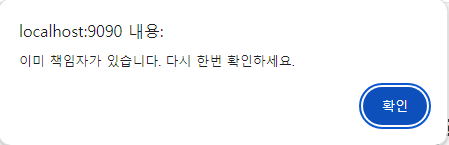 localhost:9090 내용:
이미 책임자가 있습니다. 다시 한번 확인하세요.
확인